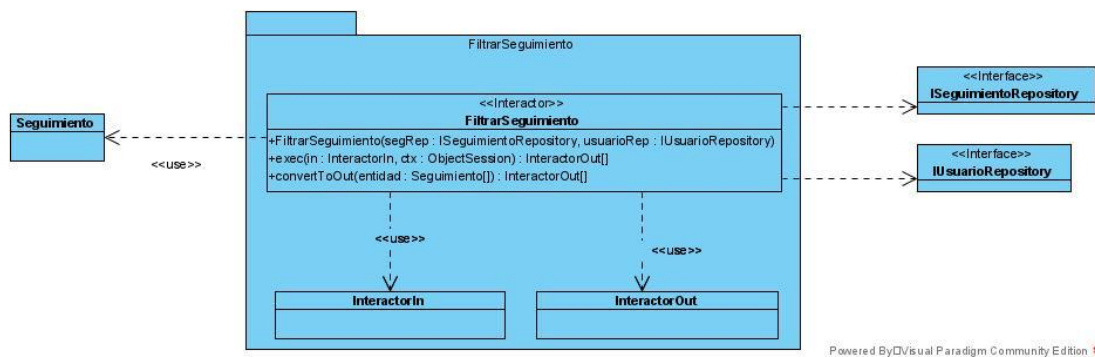 FiltrarSeguimiento
<<Interactor>>
FiltrarSeguimiento
+FiltrarSeguimiento(segRep : ISeguimientoRepository, usuarioRep : IUsuarioRepository)
+exec(in : InteractorIn, ctx : ObjectSession) : InteractorOut[]
+convertToOut(entidad : Seguimiento[]) : InteractorOut[]
Seguimiento
<<use>>
<<Interface>>
ISeguimientoRepository
<<Interface>>
IUsuarioRepository
<<use>>
<<use>>
InteractorIn
InteractorOut
Powered By□Visual Paradigm Community Edition